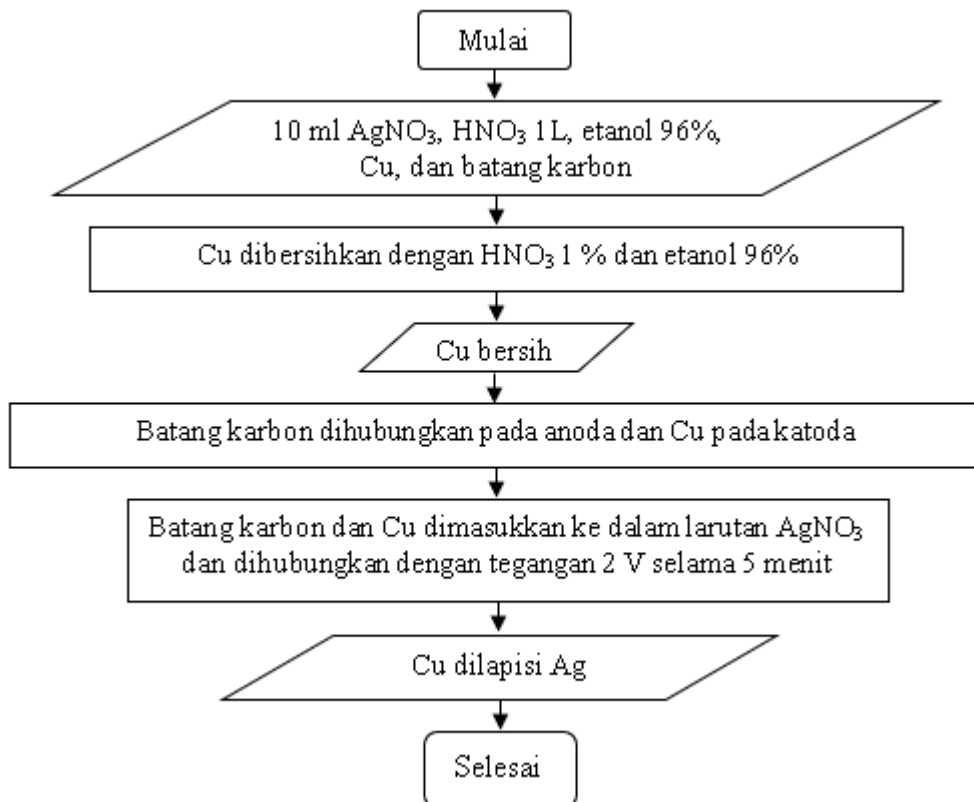 Mulai
10 ml AgNO₃, HNO₃ 1L, etanol 96%,
Cu, dan batang karbon
Cu dibersihkan dengan HNO₃ 1 % dan etanol 96%
Cu bersih
Batang karbon dihubungkan pada anoda dan Cu pada katoda
Batang karbon dan Cu dimasukkan ke dalam larutan AgNO₃
dan dihubungkan dengan tegangan 2 V selama 5 menit
Cu dilapisi Ag
Selesai